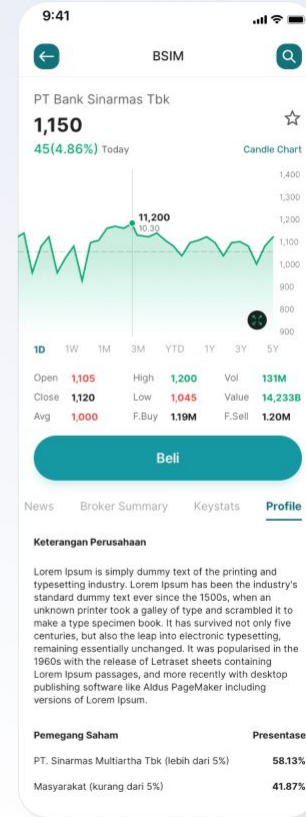 9:41
BSIM
PT Bank Sinarmas Tbk
1,150
45(4.86%) Today
Candle Chart
1,400
1,300
1,200
1,100
1,000
900
800
900
11,200
10.30
1D 1W 1M 3M YTD 1Y 3Y 5Y
Open 1,105 High 1,200 Vol 131M
Close 1,120 Low 1,045 Value 14,233B
Avg 1,000 F.Buy 1.19M F.Sell 1.20M
Beli
News Broker Summary Keystats Profile
Keterangan Perusahaan
Lorem Ipsum is simply dummy text of the printing and
typesetting industry. Lorem Ipsum has been the industry's
standard dummy text ever since the 1500s, when an
unknown printer took a galley of type and scrambled it to
make a type specimen book. It has survived not only five
centuries, but also the leap into electronic typesetting,
remaining essentially unchanged. It was popularised in the
1960s with the release of Letraset sheets containing
Lorem Ipsum passages, and more recently with desktop
publishing software like Aldus PageMaker including
versions of Lorem Ipsum.
Pemegang Saham Presentase
PT. Sinarmas Multiartha Tbk (lebih dari 5%) 58.13%
Masyarakat (kurang dari 5%) 41.87%